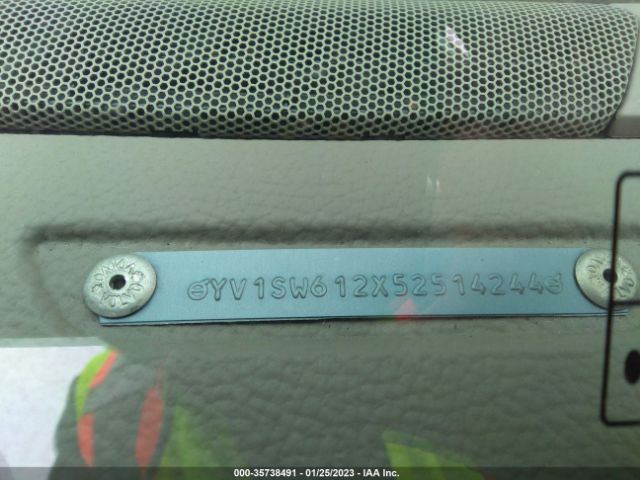 YV1SW612X52514244
000-35738491 - 01/25/2023 - IAA Inc.